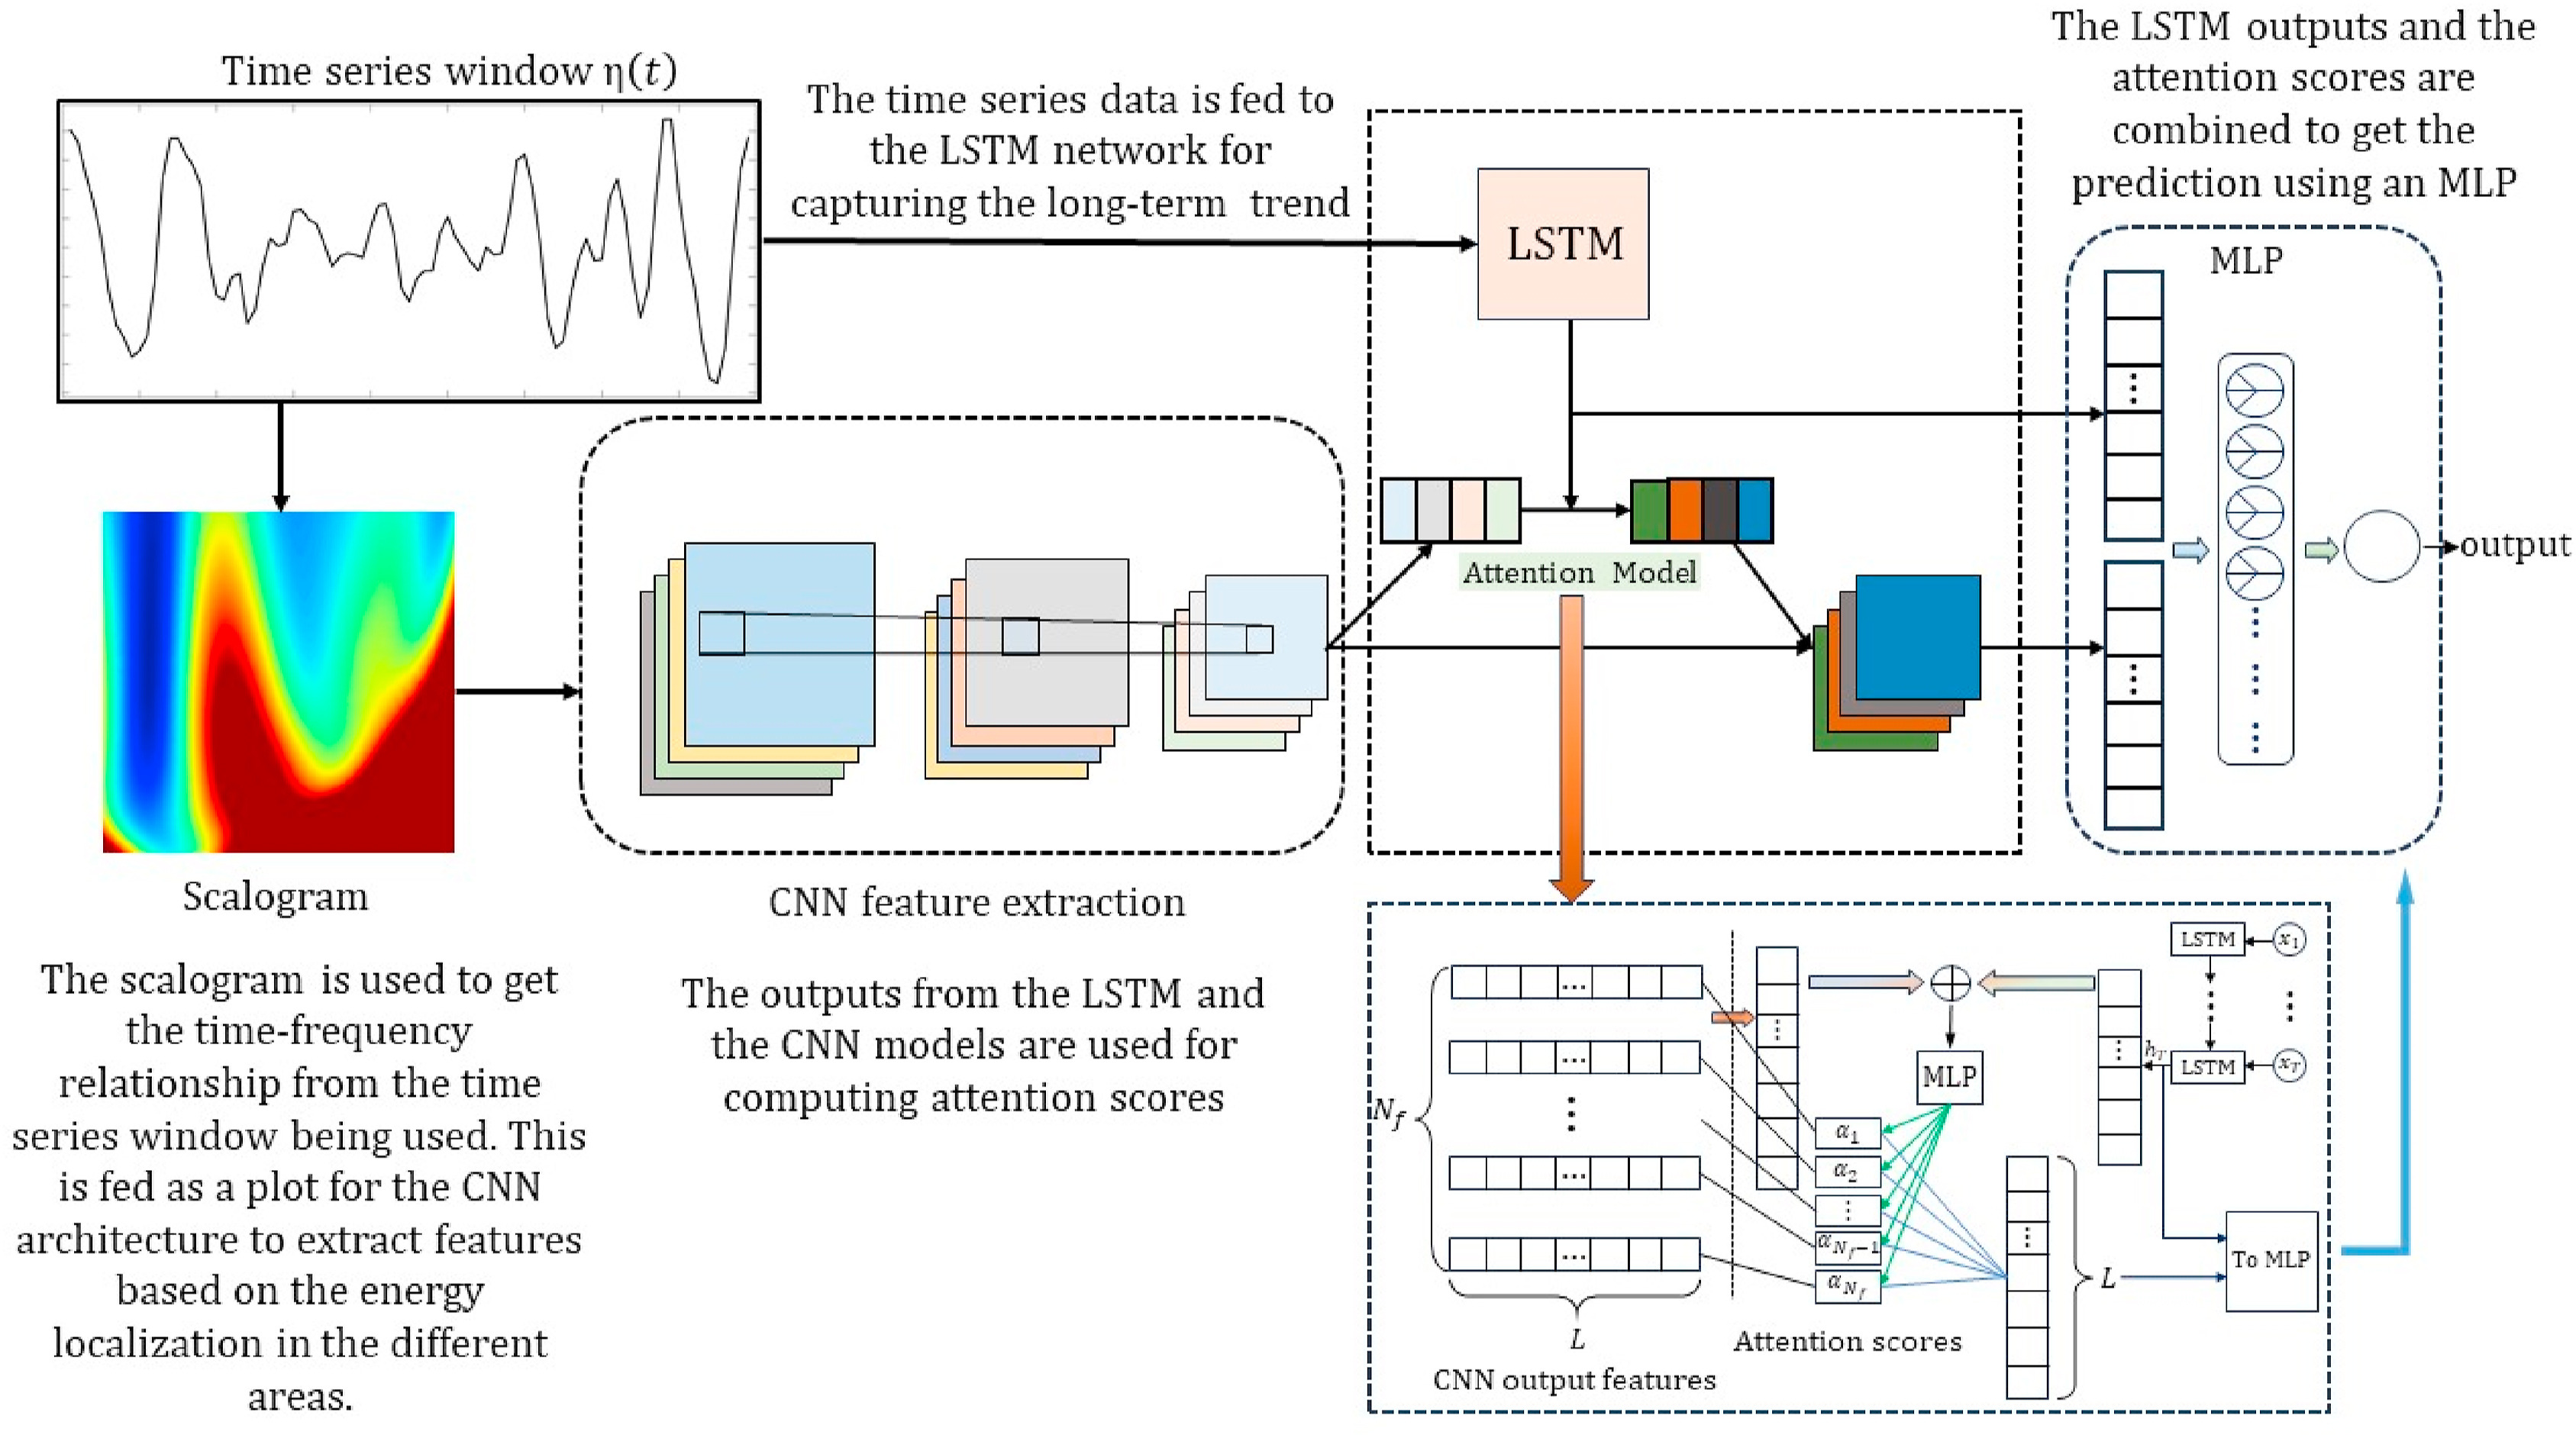 Time series window η(t)
The time series data is fed to
the LSTM network for
capturing the long-term trend
The LSTM outputs and the
attention scores are
combined to get the
prediction using an MLP
LSTM
MLP
Attention Model
output
Scalogram
The scalogram is used to get
the time-frequency
relationship from the time
series window being used. This
is fed as a plot for the CNN
architecture to extract features
based on the energy
localization in the different
areas.
CNN feature extraction
The outputs from the LSTM and
the CNN models are used for
computing attention scores
N_f
...
...
...
...
L
CNN output features
MLP
α_1
α_2
α_{N_f−1}
α_{N_f}
Attention scores
LSTM
x_1
h_T
LSTM
x_T
L
To MLP